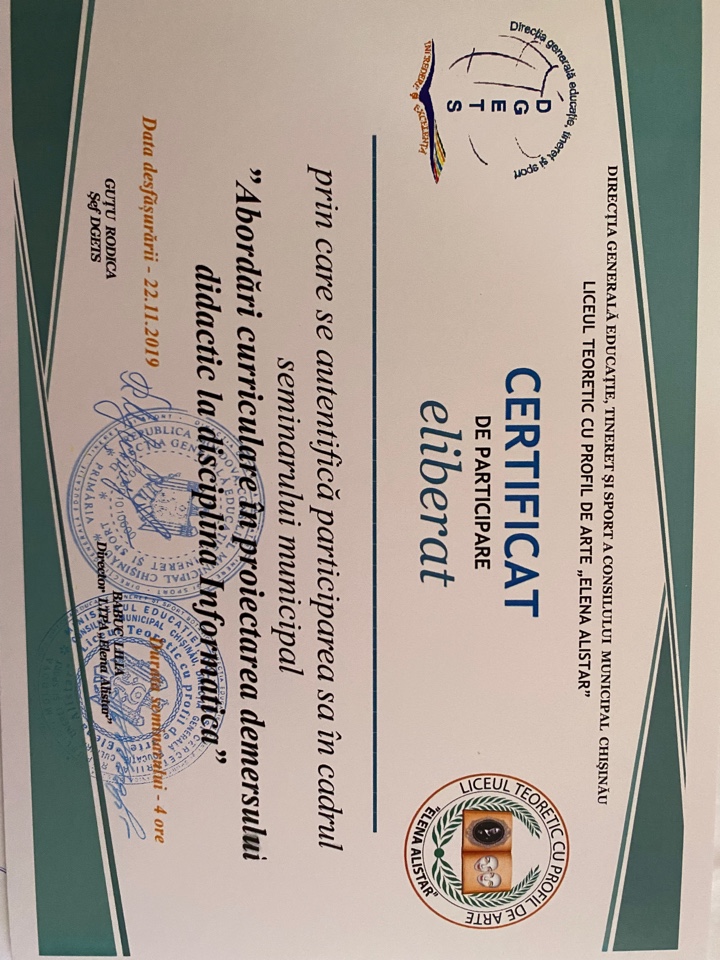 DIRECȚIA GENERALĂ EDUCAȚIE, TINERET ȘI SPORT A CONSILULUI MUNICIPAL CHIȘINĂU
LICEUL TEORETIC CU PROFIL DE ARTE „ELENA ALISTAR”
Direcția generală educație, tineret și sport
DGETS
ÎNCREDERE și EXCELENȚĂ
CERTIFICAT
DE PARTICIPARE
eliberat
LICEUL TEORETIC CU PROFIL DE ARTE
"ELENA ALISTAR"
prin care se autentifică participarea sa în cadrul
seminarului municipal
”Abordări curriculare în proiectarea demersului
didactic la disciplina Informatica”
Data desfășurării - 22.11.2019
Durata seminarului - 4 ore
GUȚU RODICA
Șef DGETS
BABUC LILIA
Director LTPA „Elena Alistar”
PRIMĂRIA